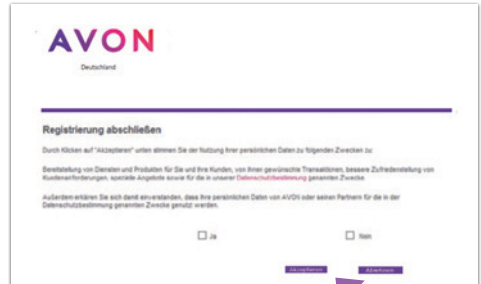 AVON
Deutschland
Registrierung abschließen
Durch Klicken auf "Akzeptieren" unten stimmen Sie der Nutzung Ihrer persönlichen Daten zu folgenden Zwecken zu:
Bereitstellung von Diensten und Produkten für Sie und Ihre Kunden, von Ihnen gewünschte Transaktionen, bessere Zufriedenstellung von
Kundenanforderungen, spezielle Angebote sowie für die in unserer Datenschutzbestimmung genannten Zwecke.
Außerdem erklären Sie sich damit einverstanden, dass Ihre persönlichen Daten von AVON oder seinen Partnern für die in der
Datenschutzbestimmung genannten Zwecke genutzt werden.
Ja Nein
Akzeptieren Ablehnen